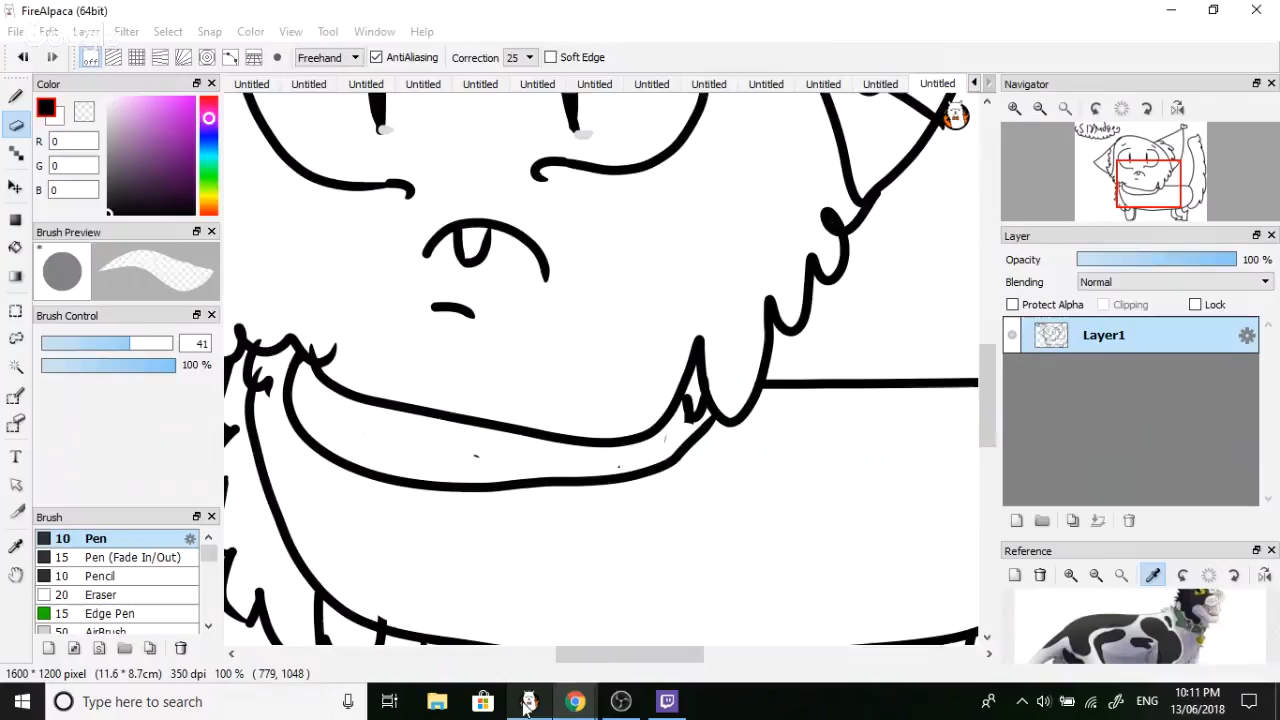 FireAlpaca (64bit)
File Edit Layer Filter Select Snap Color View Tool Window Help
off Freehand AntiAliasing Correction 25 Soft Edge
Color
Untitled Untitled Untitled Untitled Untitled Untitled Untitled Untitled Untitled Untitled Untitled Untitled Untitled
Navigator
R 0
G 0
B 0
Brush Preview
Layer
Opacity 100 %
Blending Normal
Protect Alpha Clipping Lock
Brush Control
41
100 %
Layer1
Brush
10 Pen
15 Pen (Fade In/Out)
10 Pencil
20 Eraser
15 Edge Pen
50 AirBrush
Reference
1600 * 1200 pixel (11.6 * 8.7cm) 350 dpi 100 % ( 779, 1048 )
Type here to search
ENG
10:11 PM
13/06/2018